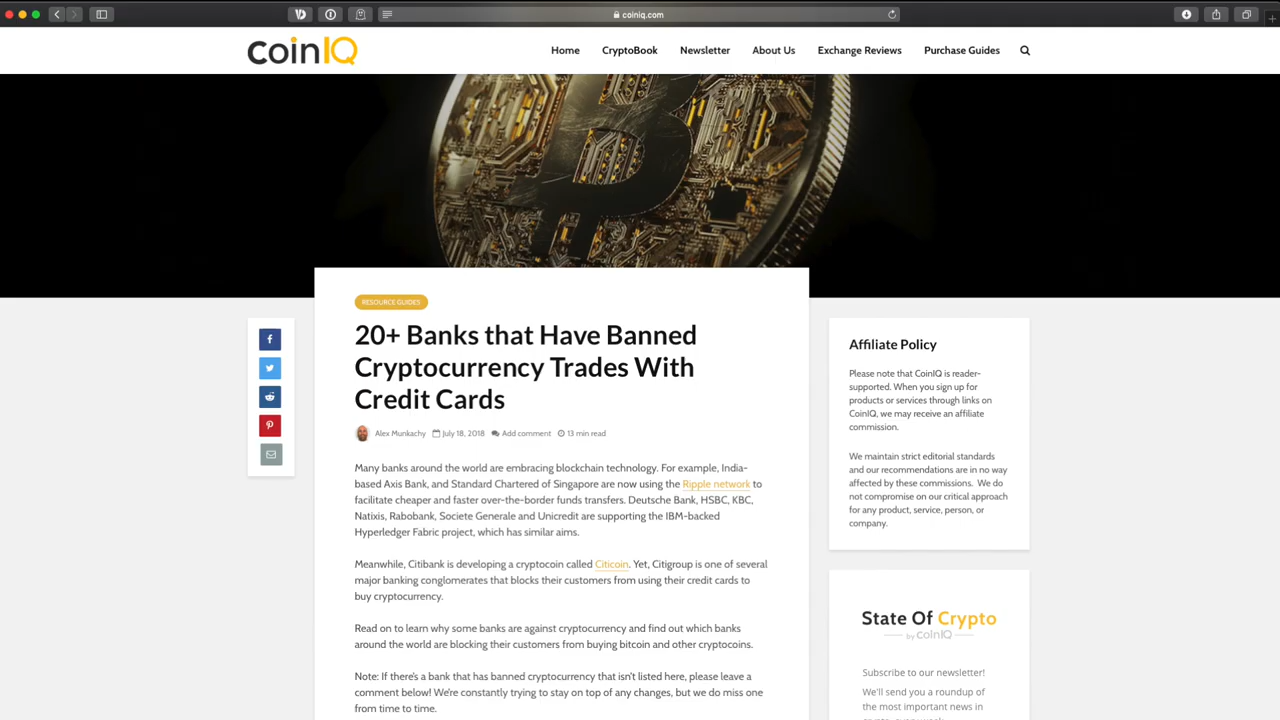 coiniq.com
coinIQ
Home CryptoBook Newsletter About Us Exchange Reviews Purchase Guides
RESOURCE GUIDES
20+ Banks that Have Banned
Cryptocurrency Trades With
Credit Cards
Alex Munkachy July 18, 2018 Add comment 13 min read
Many banks around the world are embracing blockchain technology. For example, India-
based Axis Bank, and Standard Chartered of Singapore are now using the Ripple network to
facilitate cheaper and faster over-the-border funds transfers. Deutsche Bank, HSBC, KBC,
Natixis, Rabobank, Societe Generale and Unicredit are supporting the IBM-backed
Hyperledger Fabric project, which has similar aims.
Meanwhile, Citibank is developing a cryptocoin called Citicoin. Yet, Citigroup is one of several
major banking conglomerates that blocks their customers from using their credit cards to
buy cryptocurrency.
Read on to learn why some banks are against cryptocurrency and find out which banks
around the world are blocking their customers from buying bitcoin and other cryptocoins.
Note: If there's a bank that has banned cryptocurrency that isn't listed here, please leave a
comment below! We're constantly trying to stay on top of any changes, but we do miss one
from time to time.
Affiliate Policy
Please note that CoinIQ is reader-
supported. When you sign up for
products or services through links on
CoinIQ, we may receive an affiliate
commission.
We maintain strict editorial standards
and our recommendations are in no way
affected by these commissions. We do
not compromise on our critical approach
for any product, service, person, or
company.
State Of Crypto
by coinIQ
Subscribe to our newsletter!
We'll send you a roundup of
the most important news in